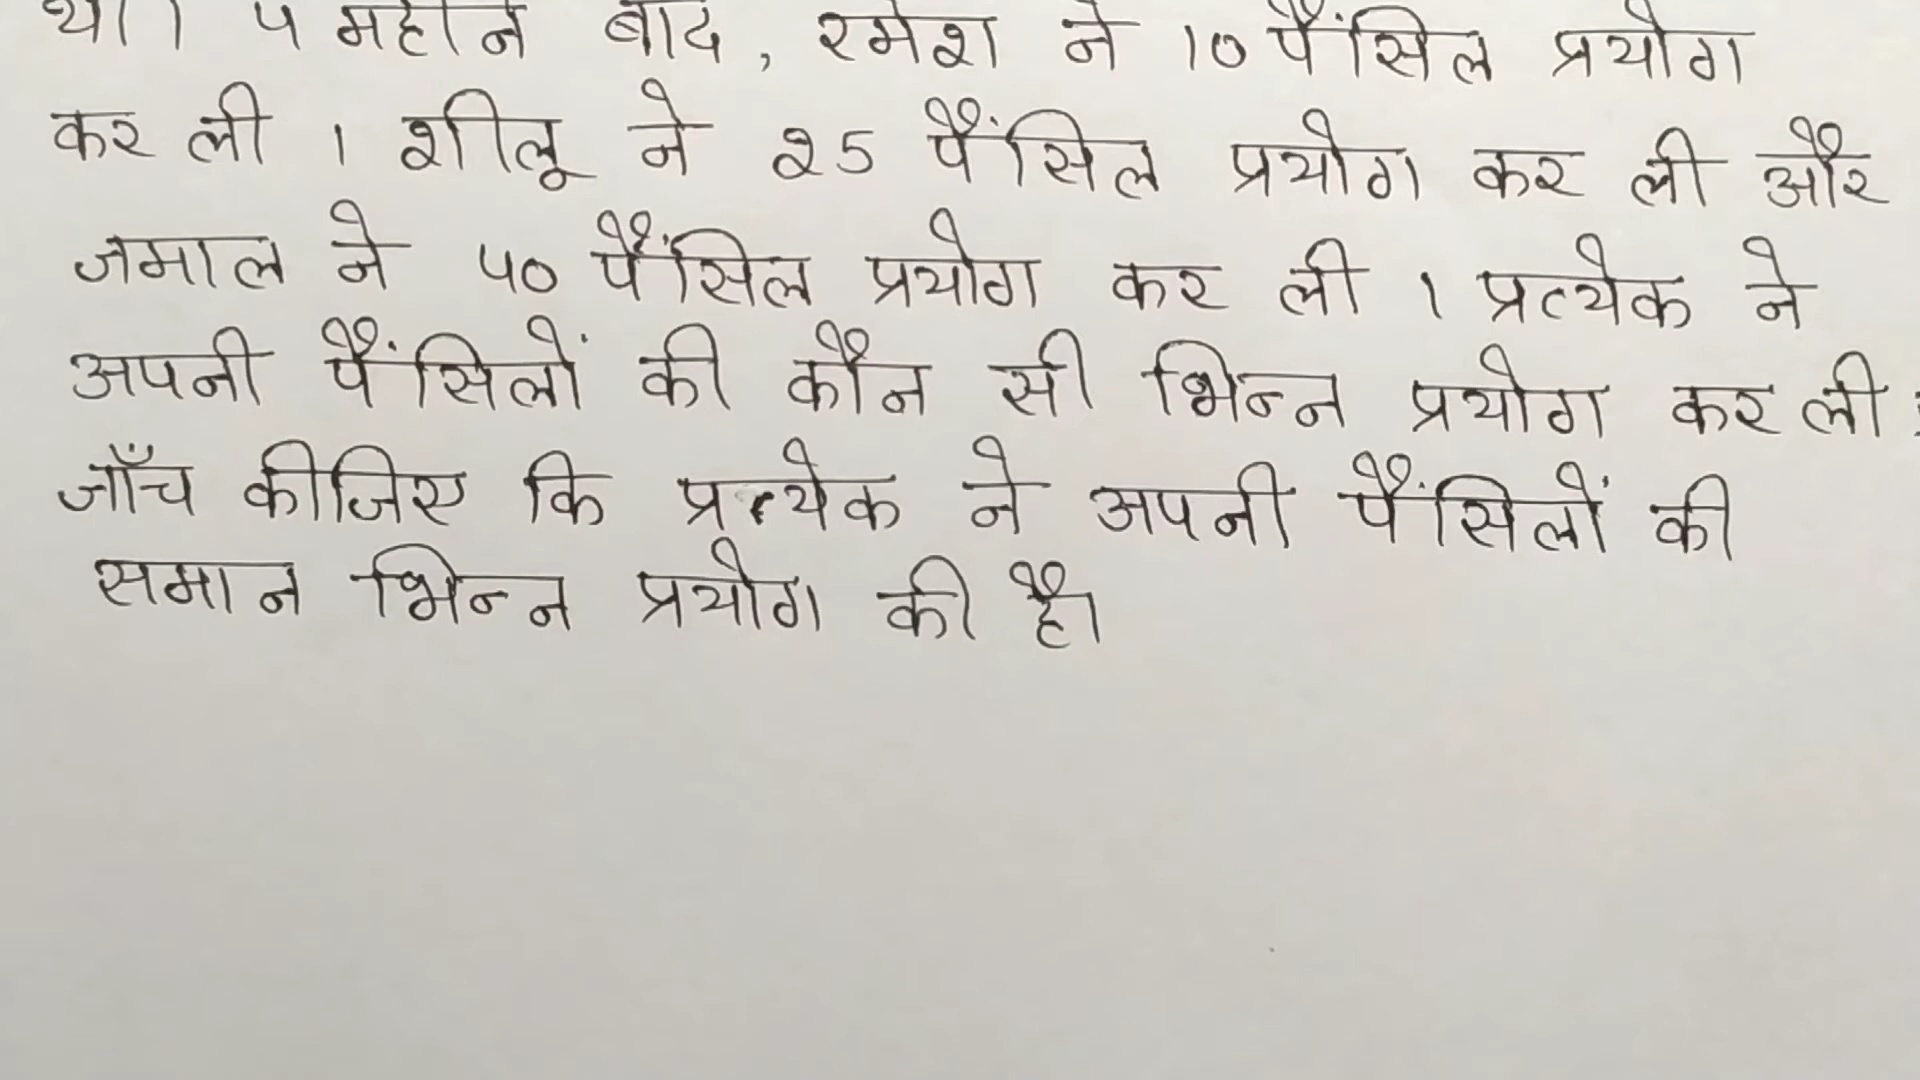 था। 4 महीने बाद, रमेश ने 10 पैंसिल प्रयोग
कर ली । शीलू ने 25 पैंसिल प्रयोग कर ली और
जमाल ने 40 पैंसिल प्रयोग कर ली । प्रत्येक ने
अपनी पैंसिलों की कौन सी भिन्न प्रयोग कर ली
जाँच कीजिए कि प्रत्येक ने अपनी पैंसिलों की
समान भिन्न प्रयोग की है।